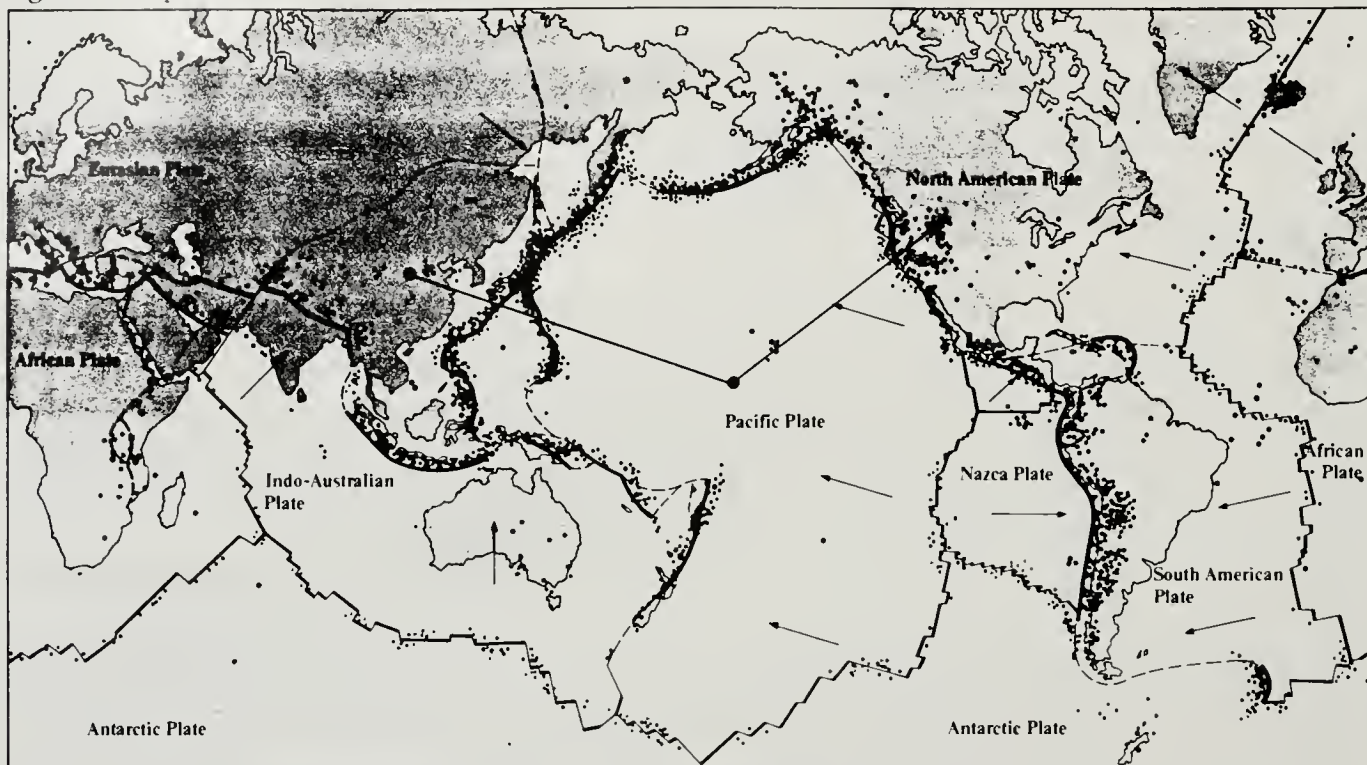 Eurasian Plate
North American Plate
African Plate
Pacific Plate
Indo-Australian
Plate
Nazca Plate
African
Plate
South American
Plate
Antarctic Plate
Antarctic Plate